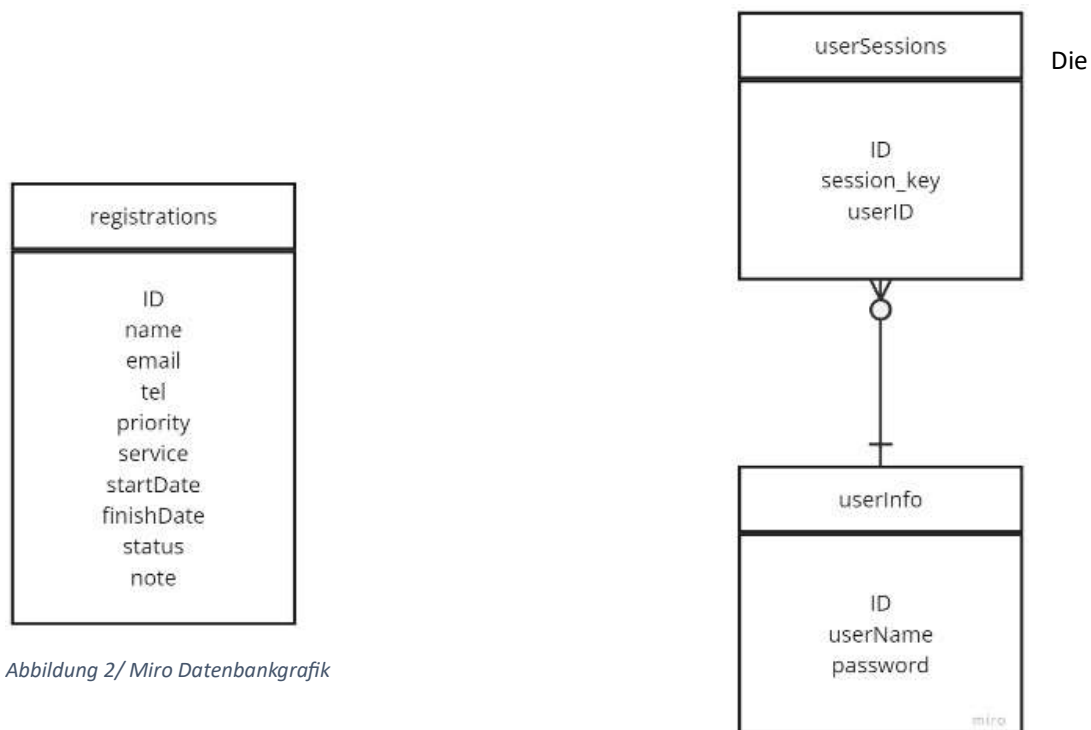 userSessions
Die
ID
session_key
userID
registrations
ID
name
email
tel
priority
service
startDate
finishDate
status
note
userInfo
ID
userName
password
Abbildung 2/ Miro Datenbankgrafik
miro